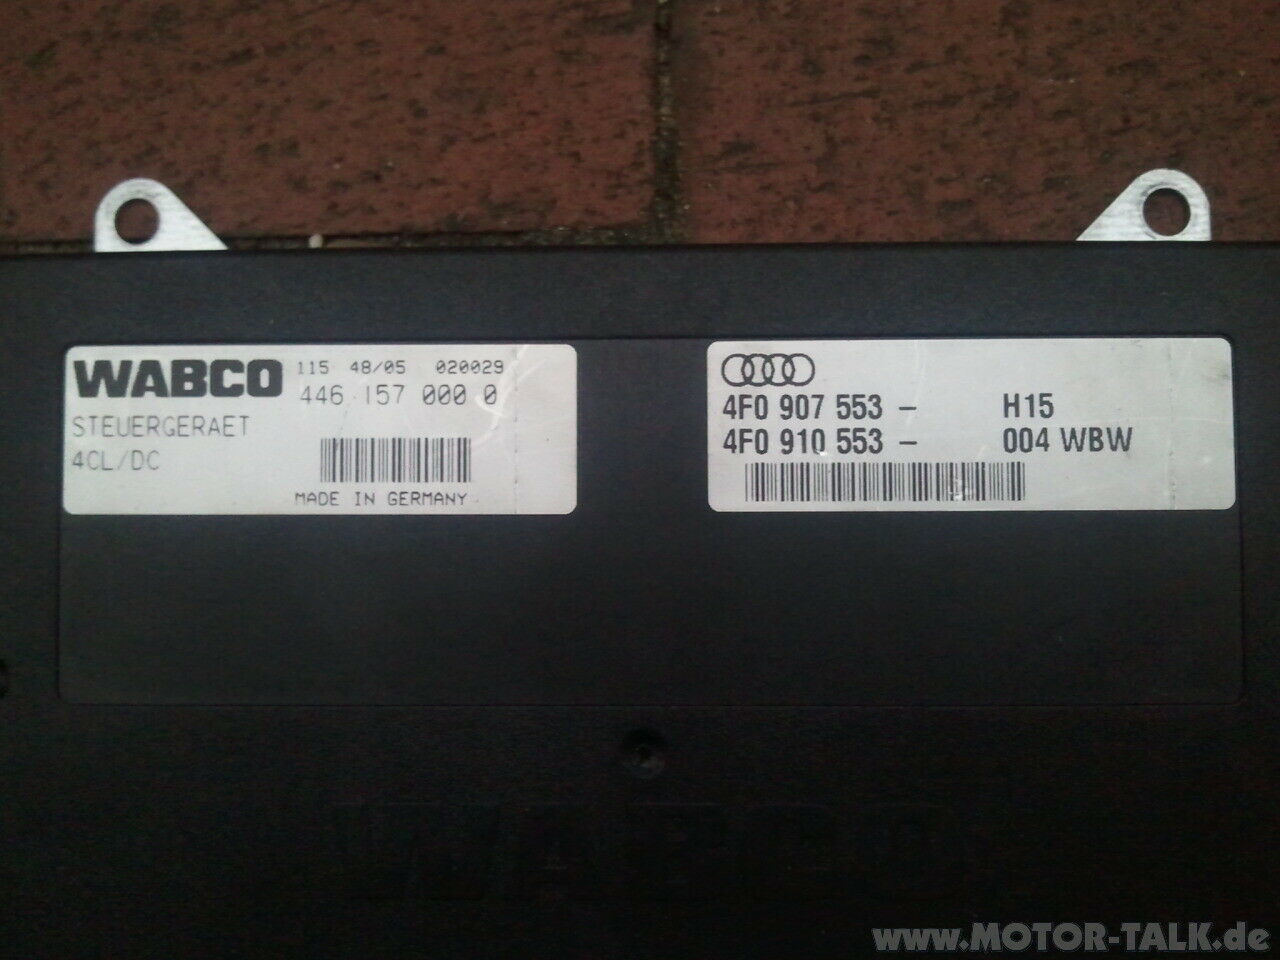 WABCO 115 48/05 020029
446 157 000 0
STEUERGERAET
4CL/DC
MADE IN GERMANY
4F0 907 553 - H15
4F0 910 553 - 004 WBW
WABCO
www.MOTOR-TALK.de